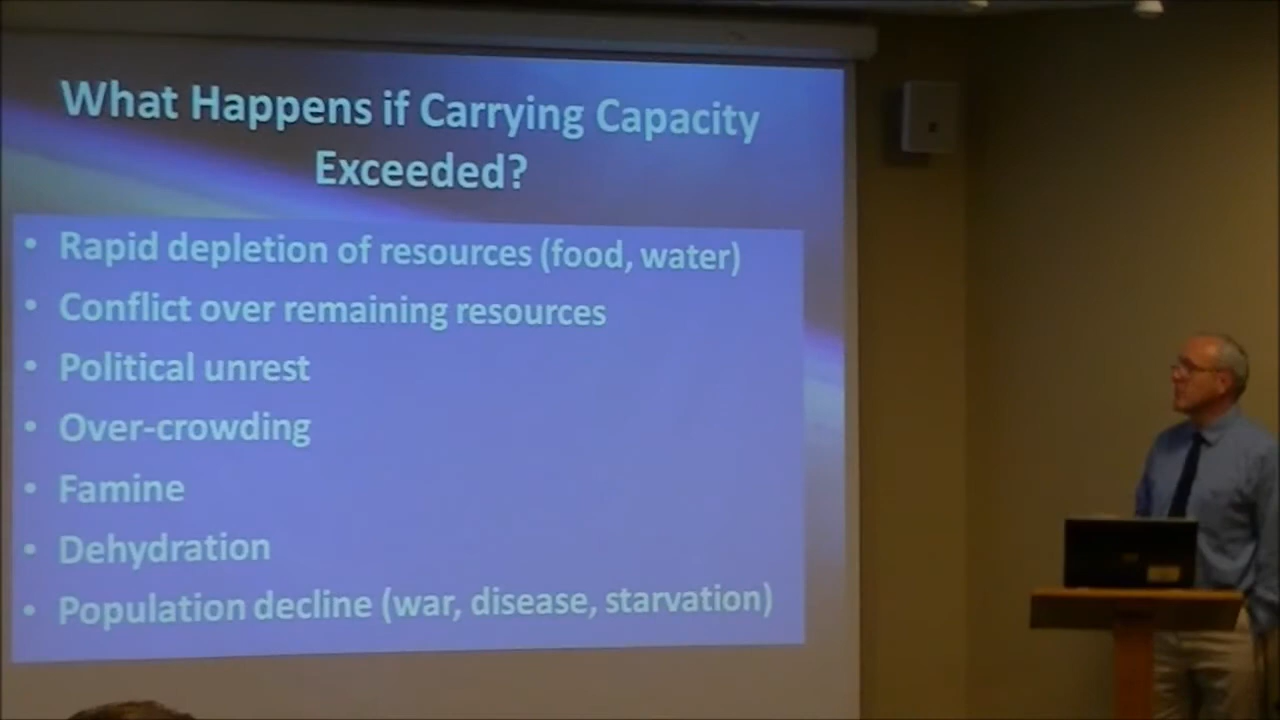 What Happens if Carrying Capacity
Exceeded?
• Rapid depletion of resources (food, water)
• Conflict over remaining resources
• Political unrest
• Over-crowding
• Famine
• Dehydration
• Population decline (war, disease, starvation)